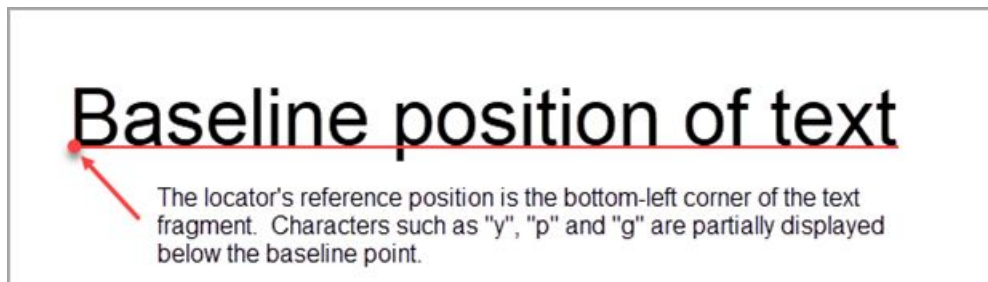 Baseline position of text
The locator's reference position is the bottom-left corner of the text
fragment.  Characters such as "y", "p" and "g" are partially displayed
below the baseline point.